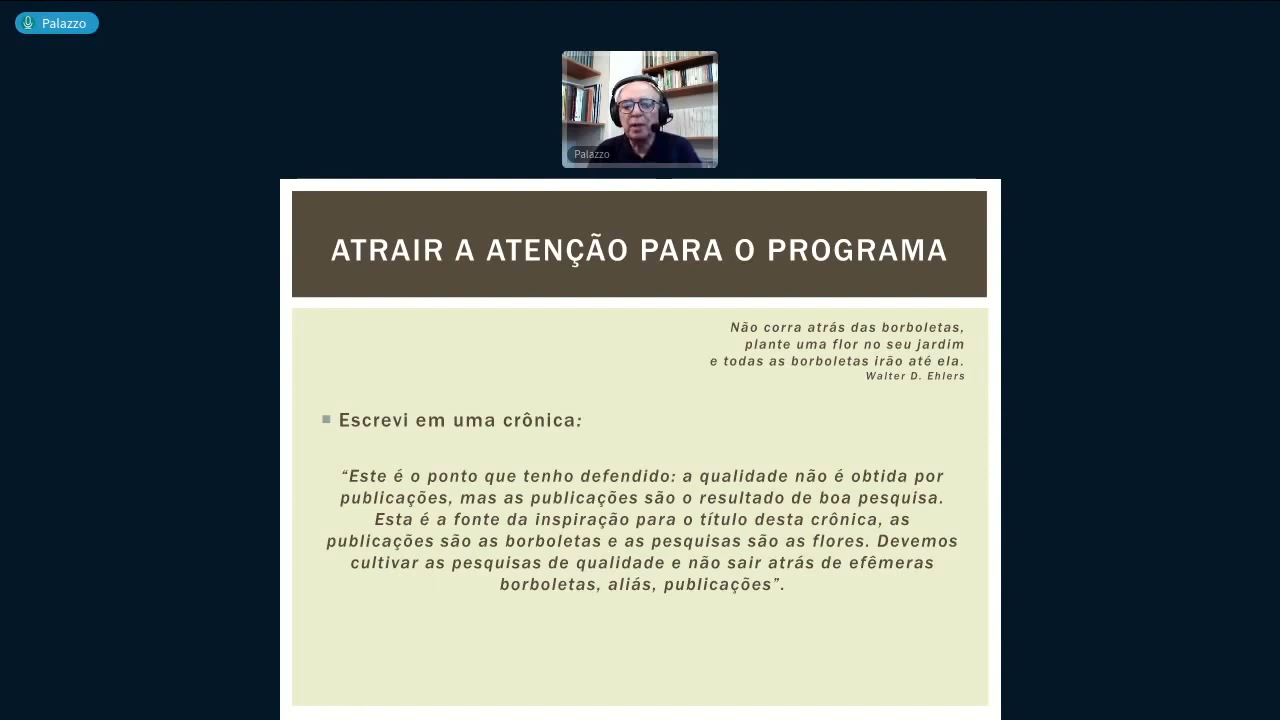 Palazzo
Palazzo
ATRAIR A ATENÇÃO PARA O PROGRAMA
Não corra atrás das borboletas,
plante uma flor no seu jardim
e todas as borboletas irão até ela.
Walter D. Ehlers
Escrevi em uma crônica:
“Este é o ponto que tenho defendido: a qualidade não é obtida por
publicações, mas as publicações são o resultado de boa pesquisa.
Esta é a fonte da inspiração para o título desta crônica, as
publicações são as borboletas e as pesquisas são as flores. Devemos
cultivar as pesquisas de qualidade e não sair atrás de efêmeras
borboletas, aliás, publicações”.